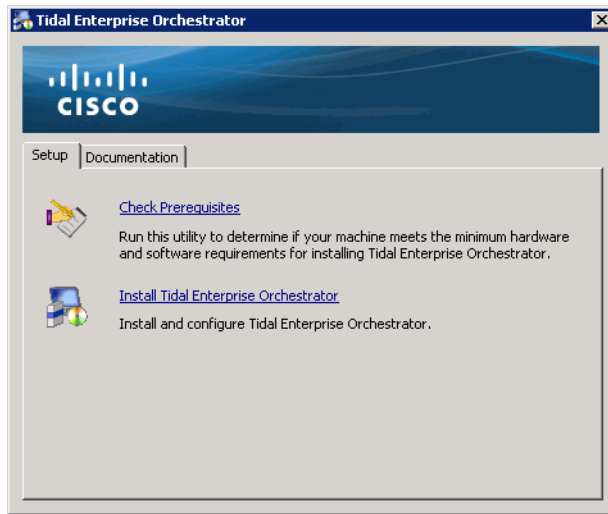 Tidal Enterprise Orchestrator
CISCO
Setup
Documentation
Check Prerequisites
Run this utility to determine if your machine meets the minimum hardware
and software requirements for installing Tidal Enterprise Orchestrator.
Install Tidal Enterprise Orchestrator
Install and configure Tidal Enterprise Orchestrator.